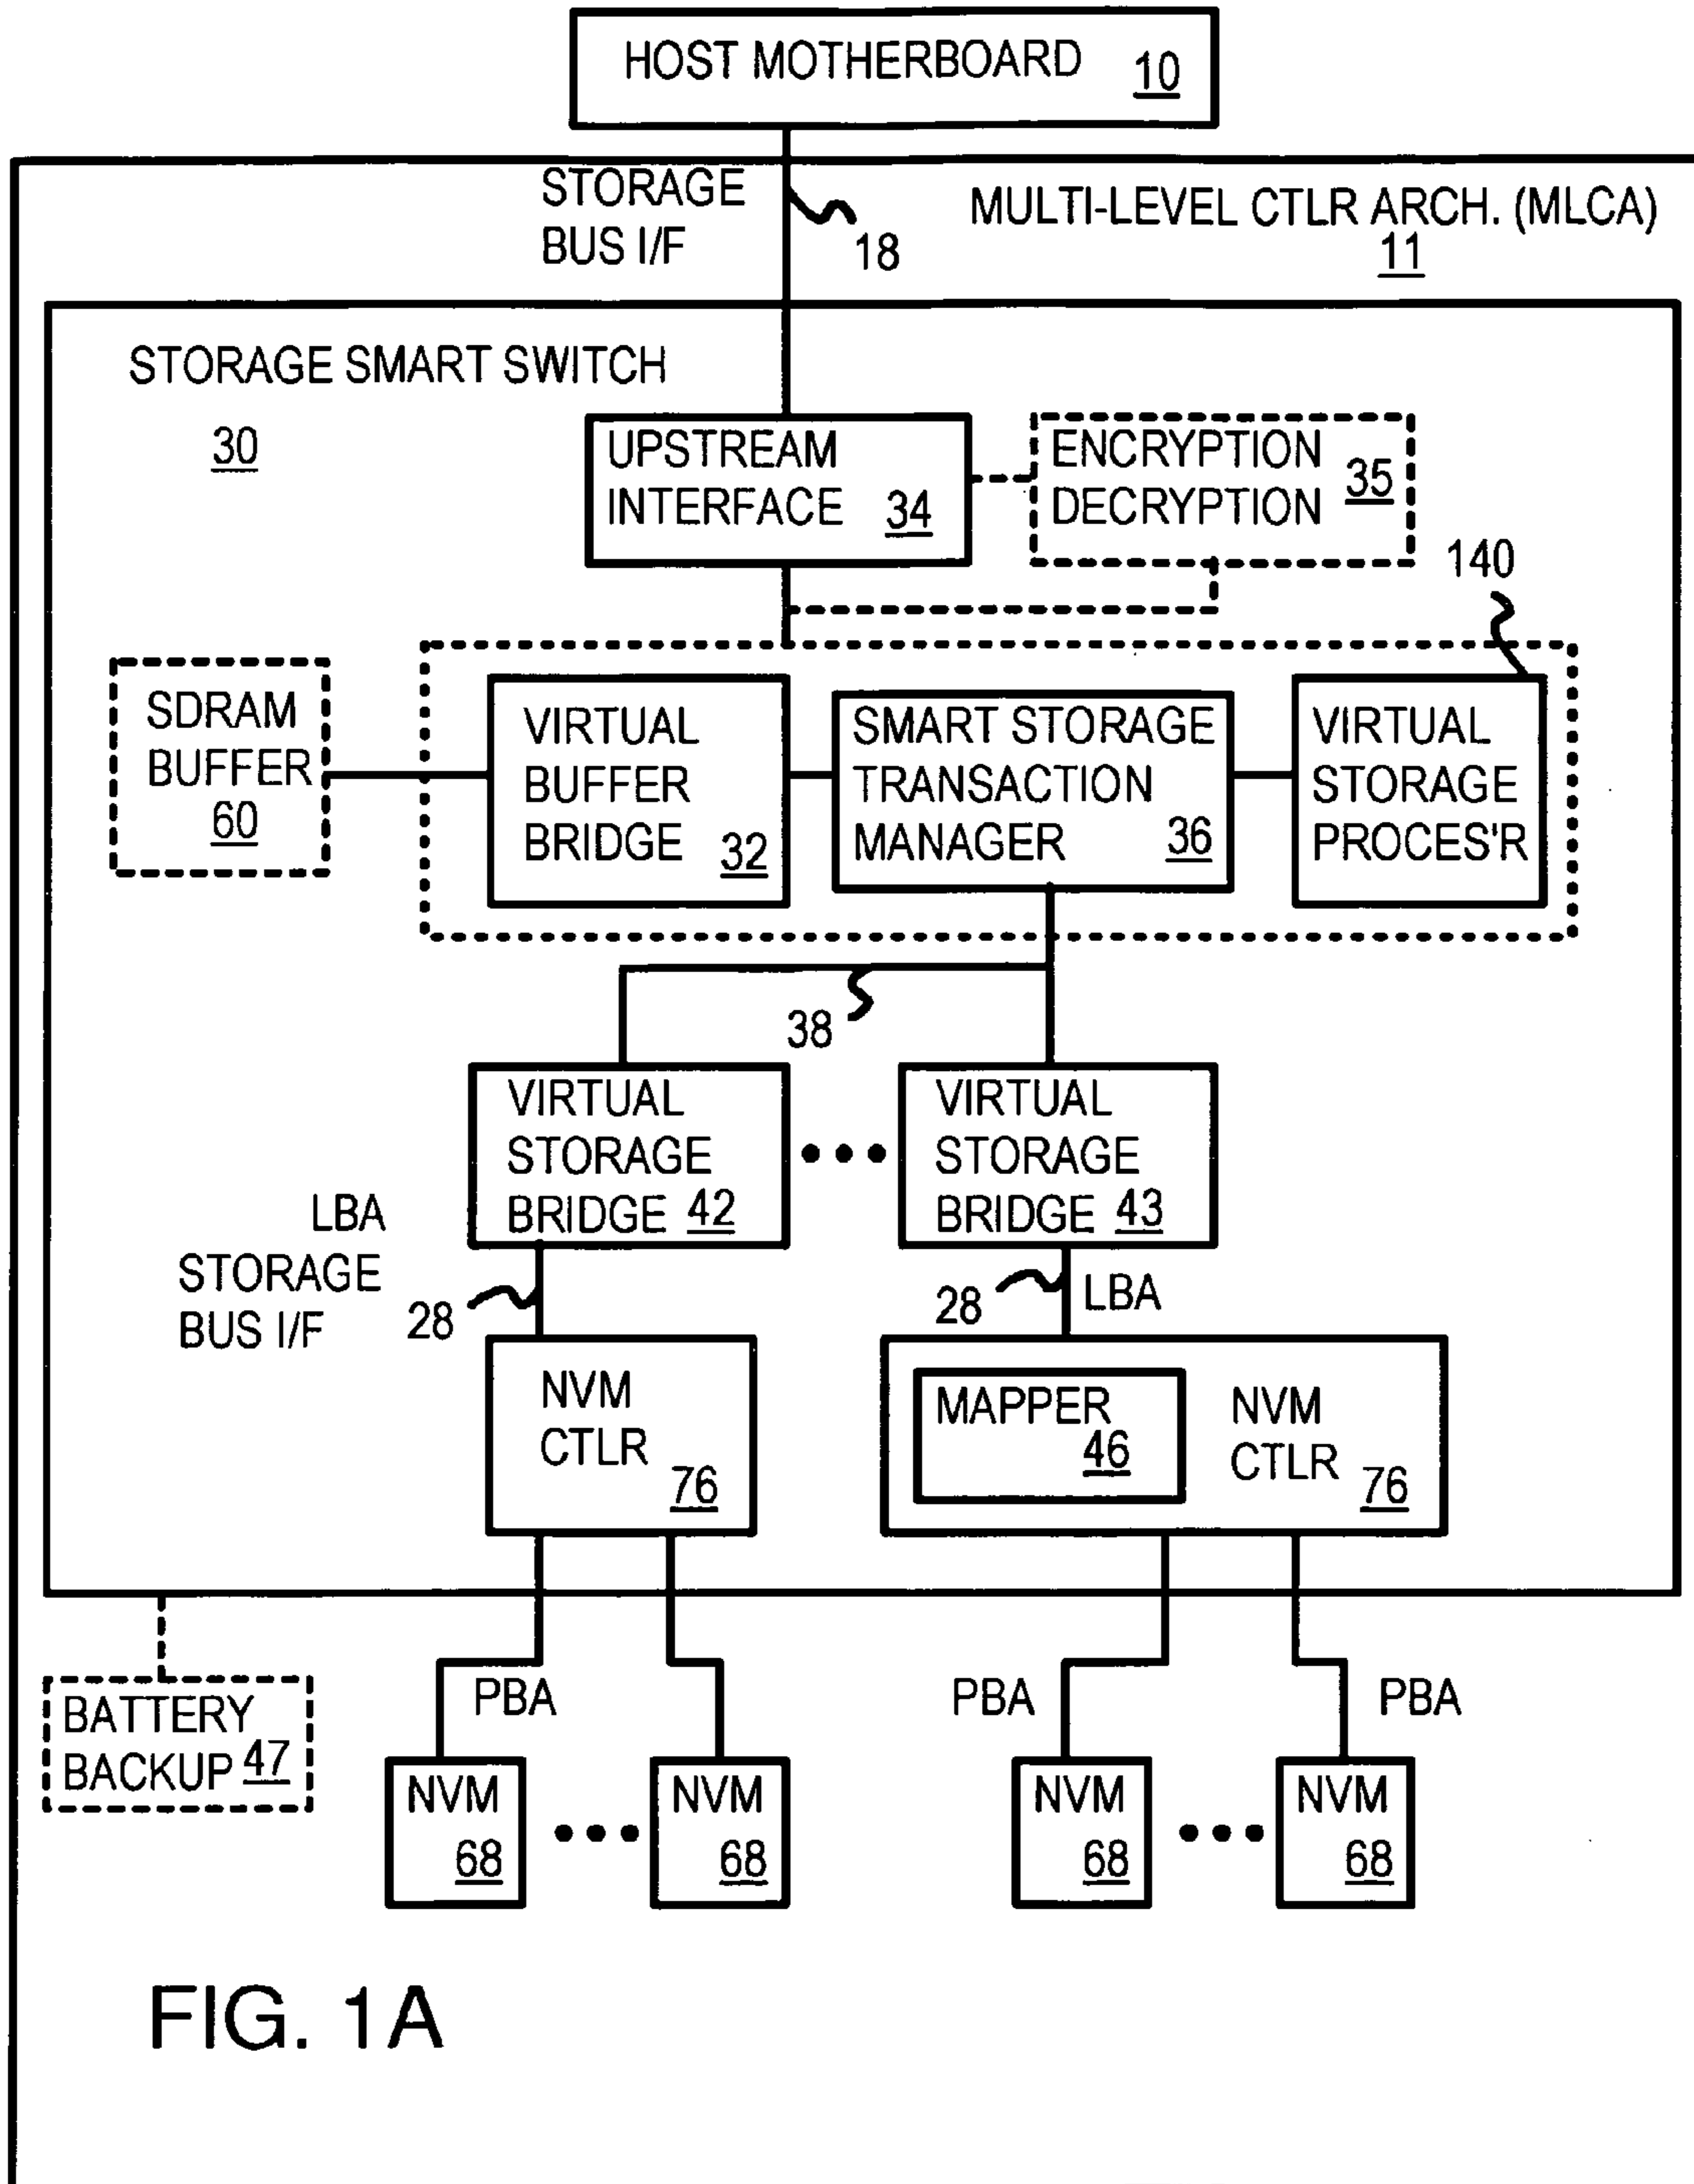 HOST MOTHERBOARD 10
STORAGE
BUS I/F
18
MULTI-LEVEL CTLR ARCH. (MLCA)
11
STORAGE SMART SWITCH
30
UPSTREAM
INTERFACE 34
ENCRYPTION
DECRYPTION 35
140
SDRAM
BUFFER
60
VIRTUAL
BUFFER
BRIDGE 32
SMART STORAGE
TRANSACTION
MANAGER 36
VIRTUAL
STORAGE
PROCES'R
38
VIRTUAL
STORAGE
BRIDGE 42
VIRTUAL
STORAGE
BRIDGE 43
LBA
STORAGE
BUS I/F
28
28
LBA
NVM
CTLR
76
MAPPER
46
NVM
CTLR
76
BATTERY
BACKUP 47
PBA
PBA
PBA
NVM
68
NVM
68
NVM
68
NVM
68
FIG. 1A